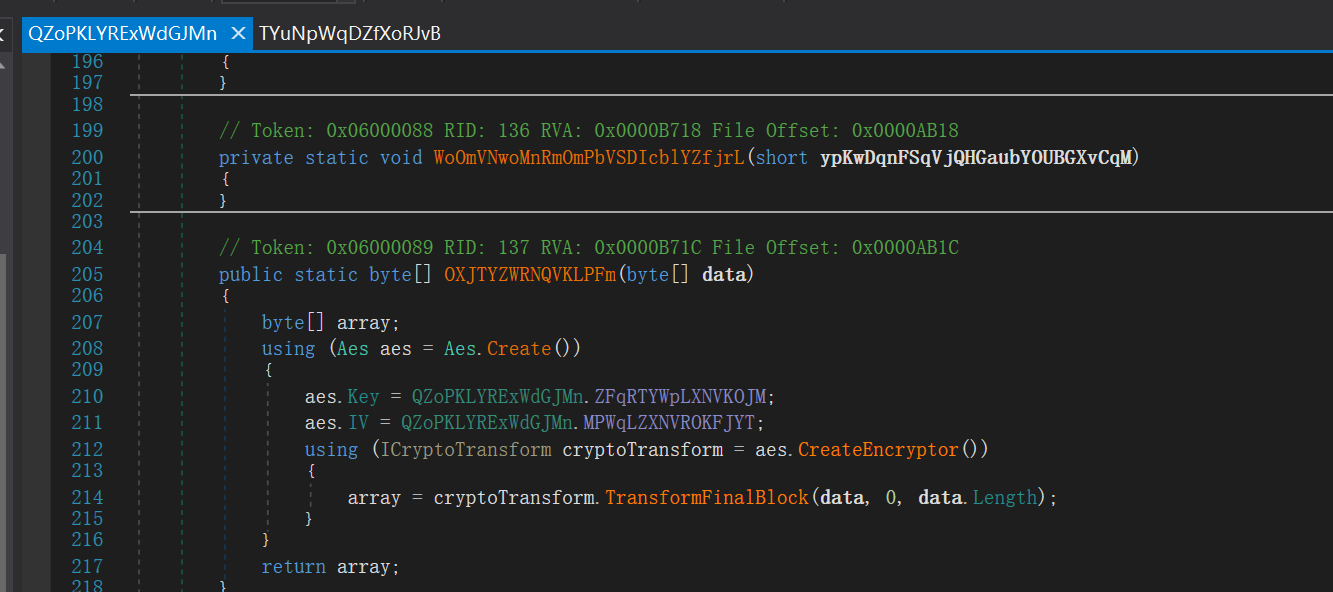 QZoPKLYRExWdGJMn × TYuNpWqDZfXoRJvB
196 {
197 }
198
199 // Token: 0x06000088 RID: 136 RVA: 0x0000B718 File Offset: 0x0000AB18
200 private static void WoOmVNwoMnRmOmPbVSDIcblYZfjrL(short ypKwDqnFSqVjQHGaubYOUBGXvCqM)
201 {
202 }
203
204 // Token: 0x06000089 RID: 137 RVA: 0x0000B71C File Offset: 0x0000AB1C
205 public static byte[] OXJTYZWRNQVKLPFm(byte[] data)
206 {
207 byte[] array;
208 using (Aes aes = Aes.Create())
209 {
210 aes.Key = QZoPKLYRExWdGJMn.ZFqRTYWpLXNVKOJM;
211 aes.IV = QZoPKLYRExWdGJMn.MPWqLZXNVROKFJYT;
212 using (ICryptoTransform cryptoTransform = aes.CreateEncryptor())
213 {
214 array = cryptoTransform.TransformFinalBlock(data, 0, data.Length);
215 }
216 }
217 return array;
218 }